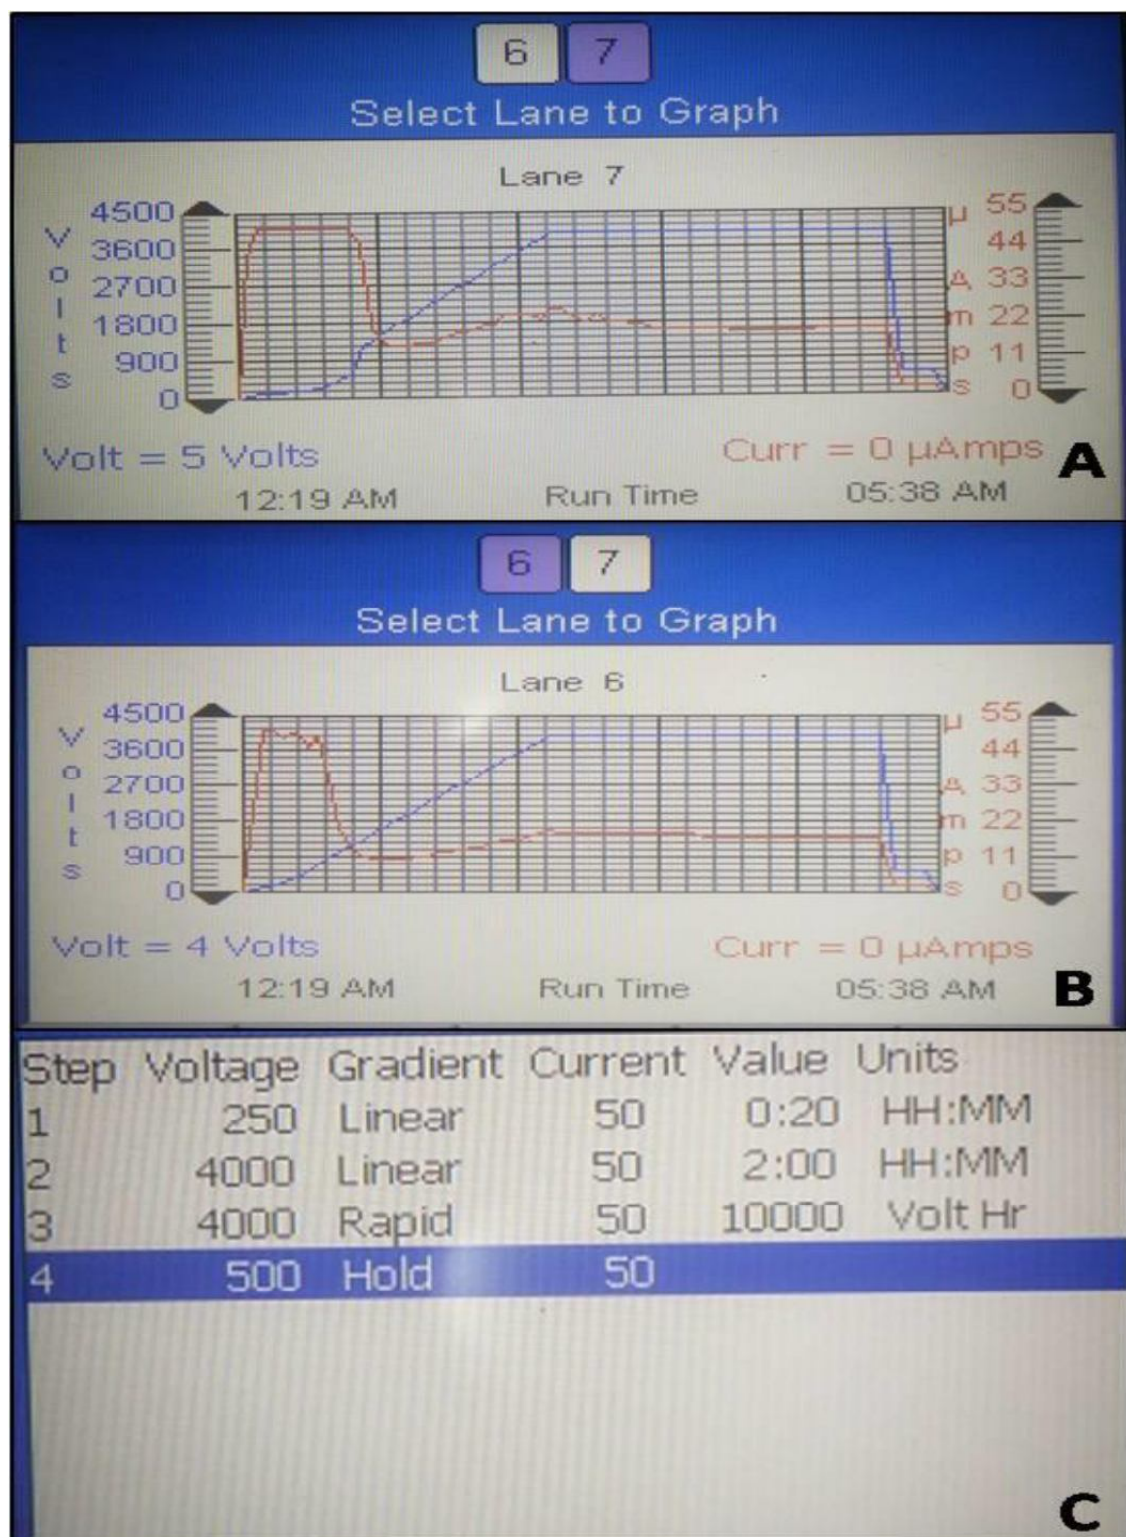 6 7
Select Lane to Graph
Lane 7
Volts
4500
3600
2700
1800
900
0
µAmps
55
44
33
22
11
0
Volt = 5 Volts
Curr = 0 µAmps
A
12:19 AM Run Time 05:38 AM
6 7
Select Lane to Graph
Lane 6
Volts
4500
3600
2700
1800
900
0
µAmps
55
44
33
22
11
0
Volt = 4 Volts
Curr = 0 µAmps
12:19 AM Run Time 05:38 AM
B
Step Voltage Gradient Current Value Units
1 250 Linear 50 0:20 HH:MM
2 4000 Linear 50 2:00 HH:MM
3 4000 Rapid 50 10000 Volt Hr
4 500 Hold 50
C